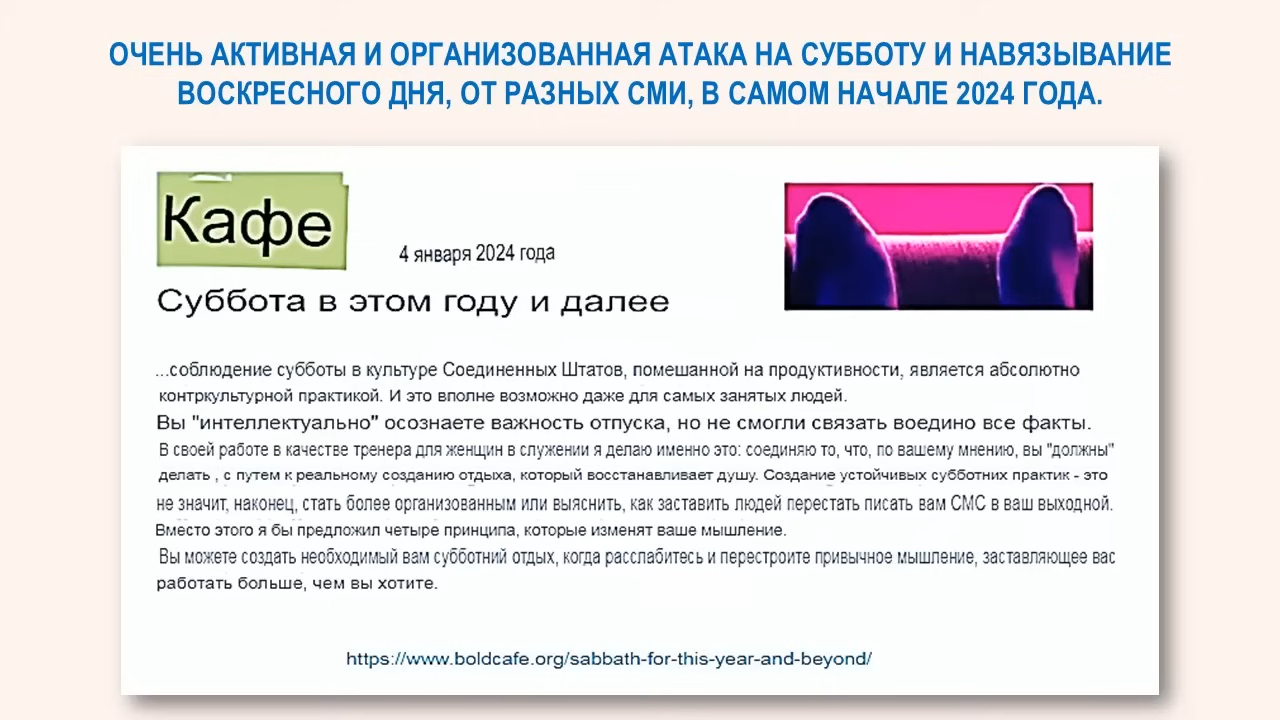 ОЧЕНЬ АКТИВНАЯ И ОРГАНИЗОВАННАЯ АТАКА НА СУББОТУ И НАВЯЗЫВАНИЕ
ВОСКРЕСНОГО ДНЯ, ОТ РАЗНЫХ СМИ, В САМОМ НАЧАЛЕ 2024 ГОДА.
Кафе
4 января 2024 года
Суббота в этом году и далее
...соблюдение субботы в культуре Соединенных Штатов, помешанной на продуктивности, является абсолютно
контркультурной практикой. И это вполне возможно даже для самых занятых людей.
Вы "интеллектуально" осознаете важность отпуска, но не смогли связать воедино все факты.
В своей работе в качестве тренера для женщин в служении я делаю именно это: соединяю то, что, по вашему мнению, вы "должны"
делать , с путем к реальному созданию отдыха, который восстанавливает душу. Создание устойчивых субботних практик - это
не значит, наконец, стать более организованным или выяснить, как заставить людей перестать писать вам СМС в ваш выходной.
Вместо этого я бы предложил четыре принципа, которые изменят ваше мышление.
Вы можете создать необходимый вам субботний отдых, когда расслабитесь и перестроите привычное мышление, заставляющее вас
работать больше, чем вы хотите.
https://www.boldcafe.org/sabbath-for-this-year-and-beyond/